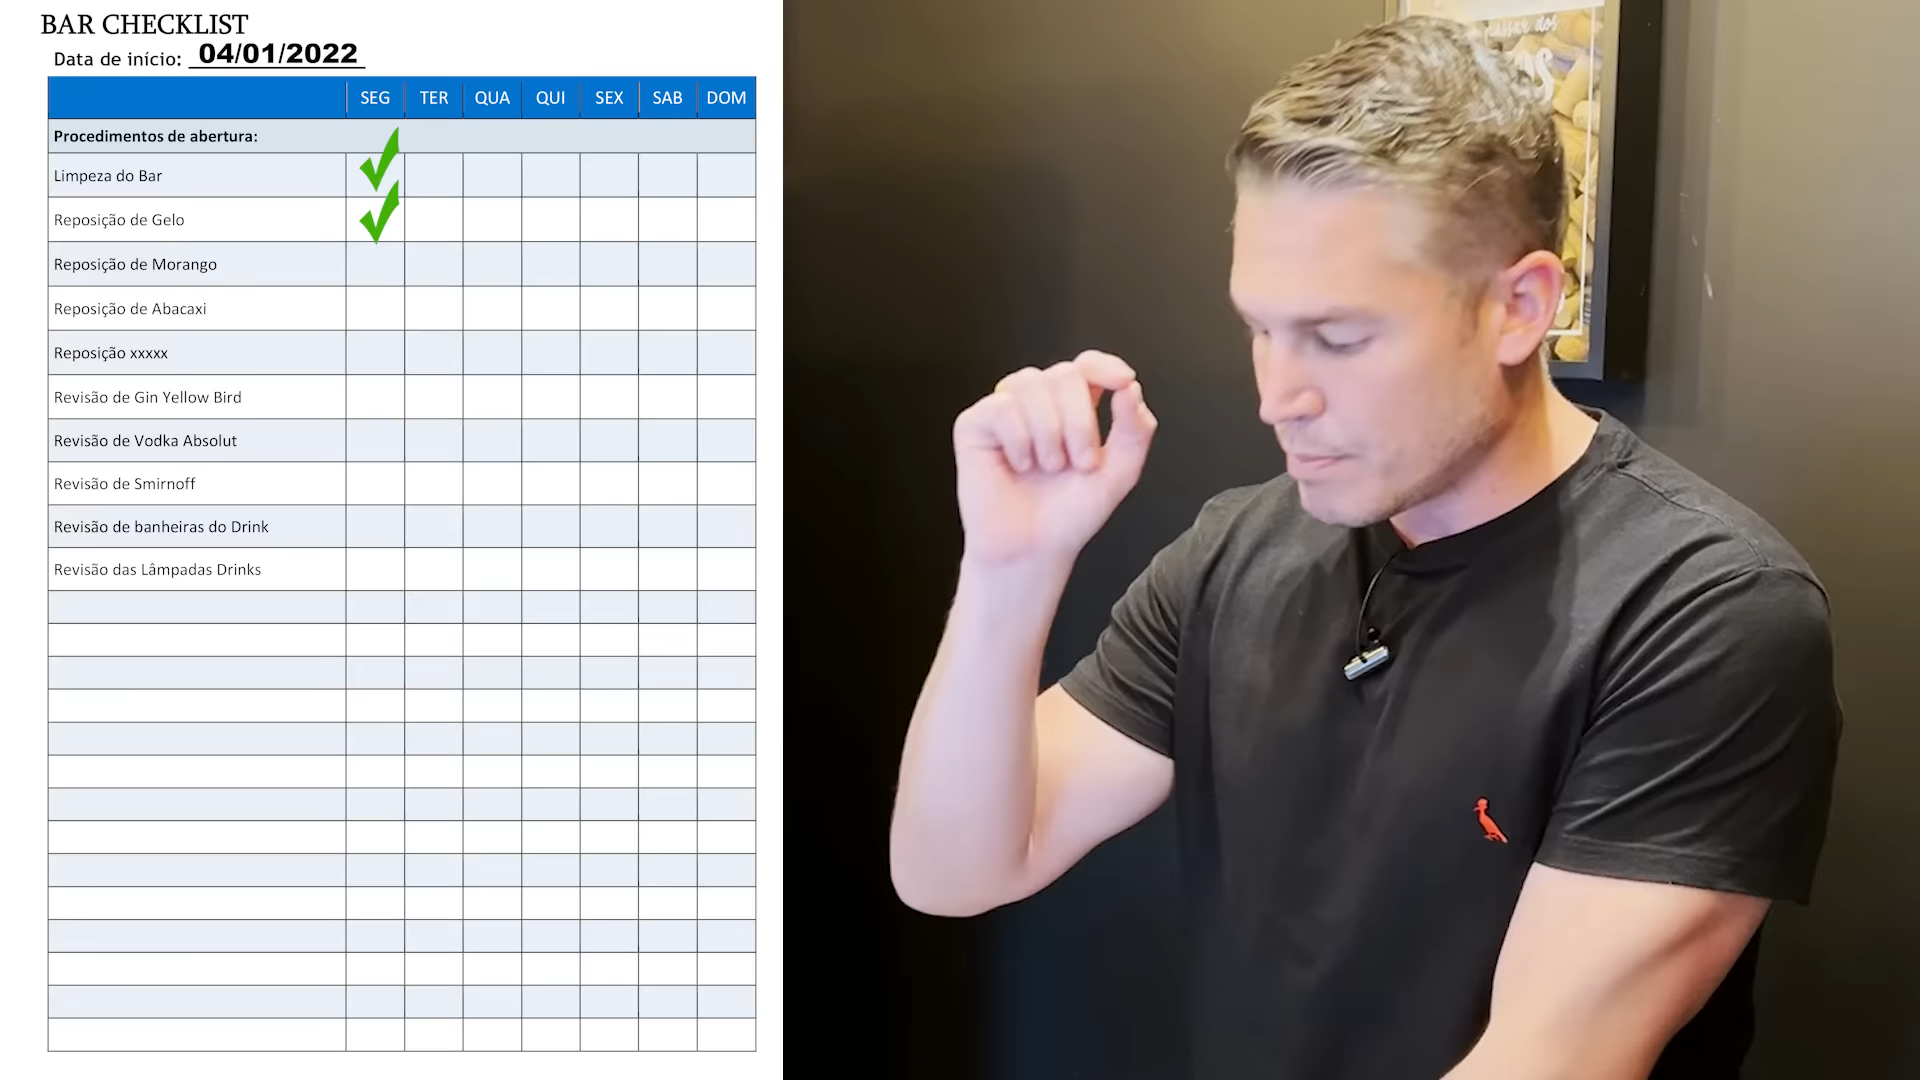 BAR CHECKLIST
Data de início: 04/01/2022
SEG TER QUA QUI SEX SAB DOM
Procedimentos de abertura:
Limpeza do Bar
Reposição de Gelo
Reposição de Morango
Reposição de Abacaxi
Reposição xxxxx
Revisão de Gin Yellow Bird
Revisão de Vodka Absolut
Revisão de Smirnoff
Revisão de banheiras do Drink
Revisão das Lâmpadas Drinks